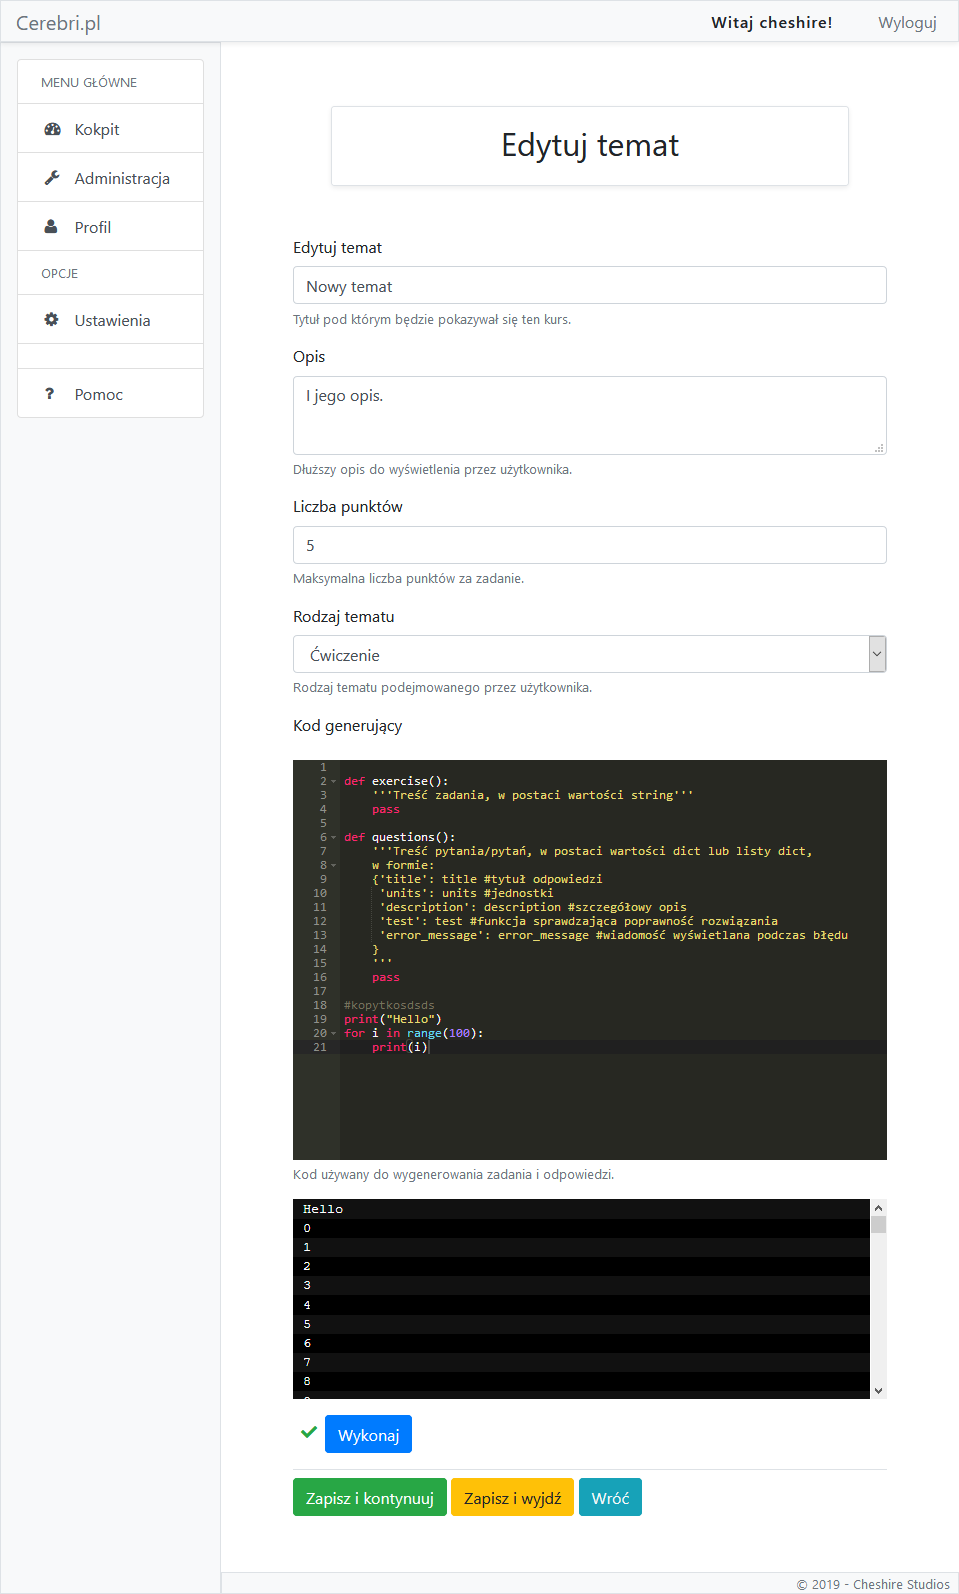 Cerebri.pl
Witaj cheshire!
Wyloguj
MENU GŁÓWNE
Kokpit
Administracja
Profil
OPCJE
Ustawienia
? Pomoc
Edytuj temat
Edytuj temat
Nowy temat
Tytuł pod którym będzie pokazywał się ten kurs.
Opis
I jego opis.
Dłuższy opis do wyświetlenia przez użytkownika.
Liczba punktów
5
Maksymalna liczba punktów za zadanie.
Rodzaj tematu
Ćwiczenie
Rodzaj tematu podejmowanego przez użytkownika.
Kod generujący
1
2 def exercise():
3     '''Treść zadania, w postaci wartości string'''
4     pass
5
6 def questions():
7     '''Treść pytania/pytań, w postaci wartości dict lub listy dict,
8     w formie:
9     {'title': title #tytuł odpowiedzi
10      'units': units #jednostki
11      'description': description #szczegółowy opis
12      'test': test #funkcja sprawdzająca poprawność rozwiązania
13      'error_message': error_message #wiadomość wyświetlana podczas błędu
14     }
15     '''
16     pass
17
18 #kopytkosdsds
19 print("Hello")
20 for i in range(100):
21     print(i)
Kod używany do wygenerowania zadania i odpowiedzi.
Hello
0
1
2
3
4
5
6
7
8
Wykonaj
Zapisz i kontynuuj
Zapisz i wyjdź
Wróć
© 2019 - Cheshire Studios